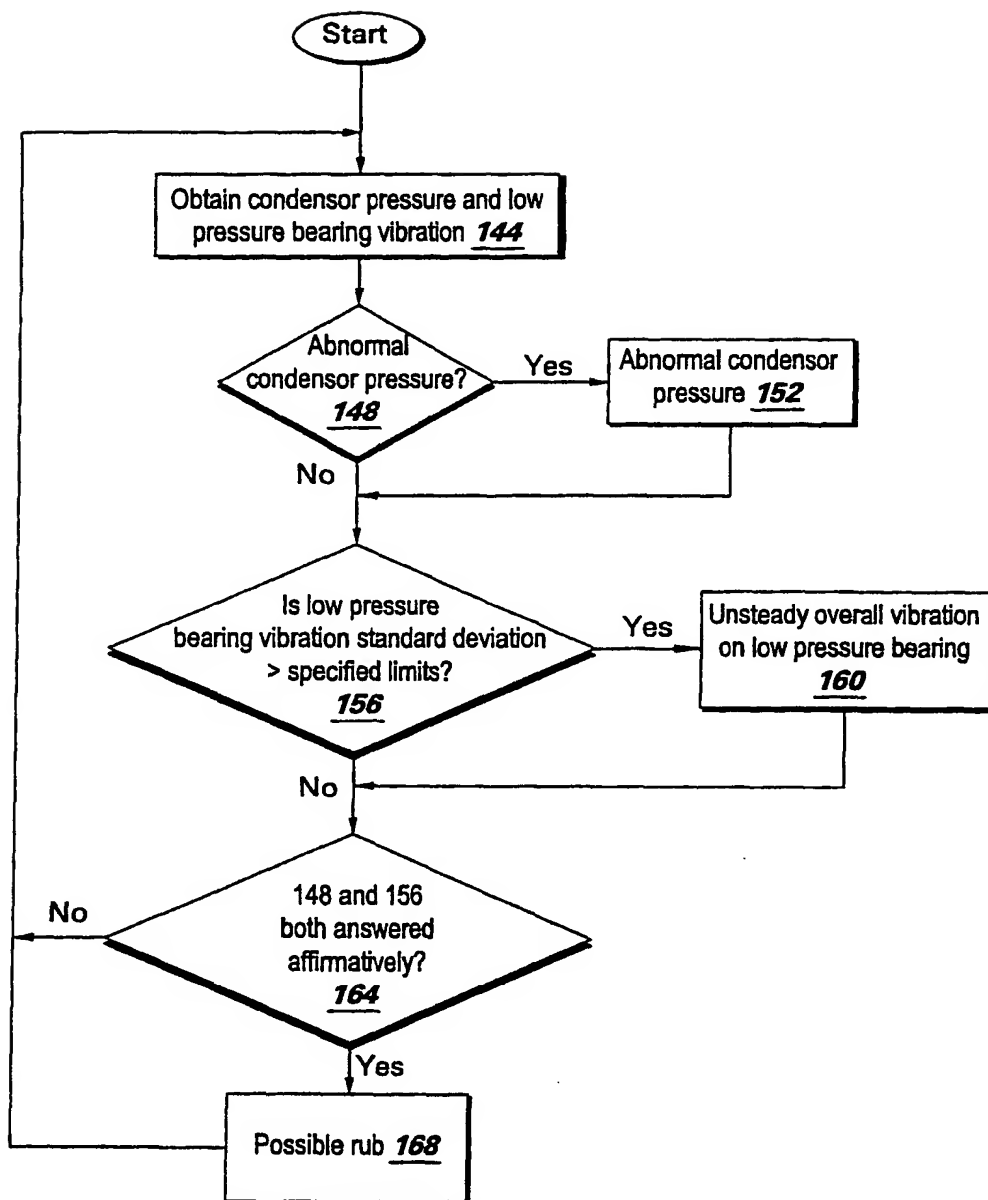 Start
Obtain condensor pressure and low
pressure bearing vibration 144
Abnormal
condensor pressure?
148
Yes
Abnormal condensor
pressure 152
No
Is low pressure
bearing vibration standard deviation
> specified limits?
156
Yes
Unsteady overall vibration
on low pressure bearing
160
No
148 and 156
both answered
affirmatively?
164
No
Yes
Possible rub 168